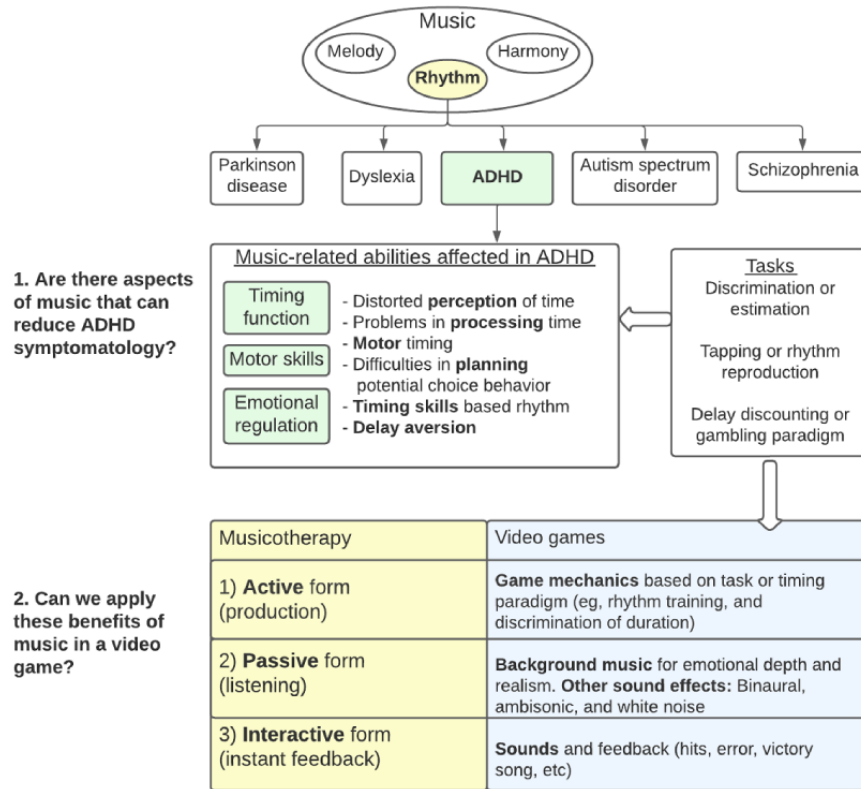 Music
Melody
Harmony
Rhythm
Parkinson
disease
Dyslexia
ADHD
Autism spectrum
disorder
Schizophrenia
1. Are there aspects
of music that can
reduce ADHD
symptomatology?
Music-related abilities affected in ADHD
Timing
function
Motor skills
Emotional
regulation
- Distorted perception of time
- Problems in processing time
- Motor timing
- Difficulties in planning
potential choice behavior
- Timing skills based rhythm
- Delay aversion
Tasks
Discrimination or
estimation
Tapping or rhythm
reproduction
Delay discounting or
gambling paradigm
2. Can we apply
these benefits of
music in a video
game?
Musicotherapy
Video games
1) Active form
(production)
Game mechanics based on task or timing
paradigm (eg, rhythm training, and
discrimination of duration)
2) Passive form
(listening)
Background music for emotional depth and
realism. Other sound effects: Binaural,
ambisonic, and white noise
3) Interactive form
(instant feedback)
Sounds and feedback (hits, error, victory
song, etc)